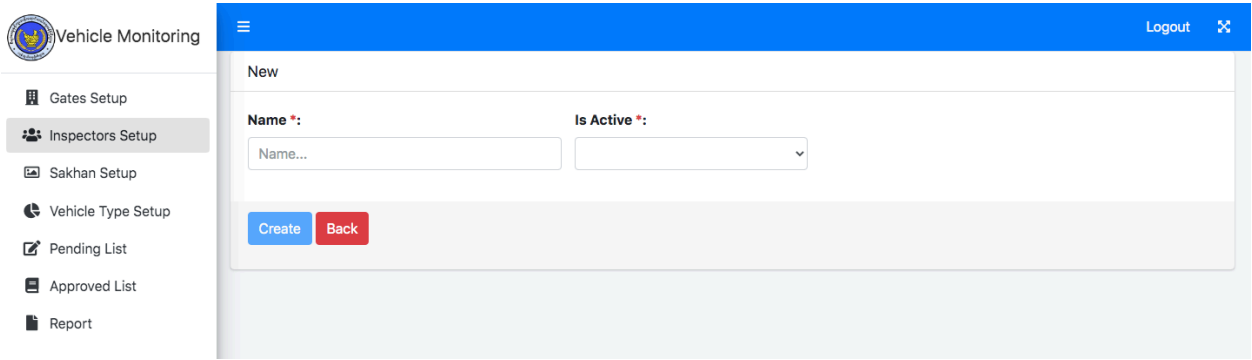 Vehicle Monitoring
Logout
Gates Setup
Inspectors Setup
Sakhan Setup
Vehicle Type Setup
Pending List
Approved List
Report
New
Name *:
Is Active *:
Name...
Create
Back